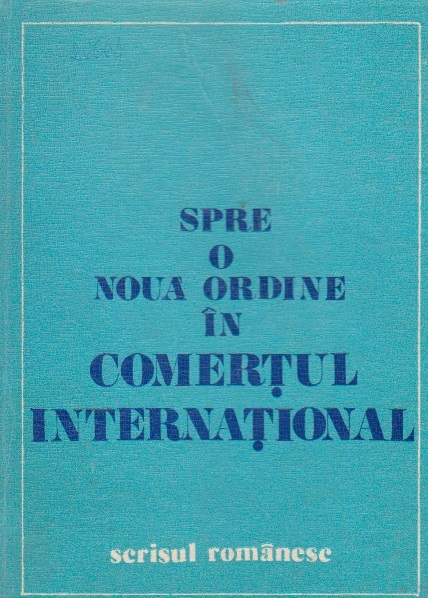 SPRE
O
NOUA ORDINE
ÎN
COMERȚUL
INTERNAȚIONAL
scrisul românesc